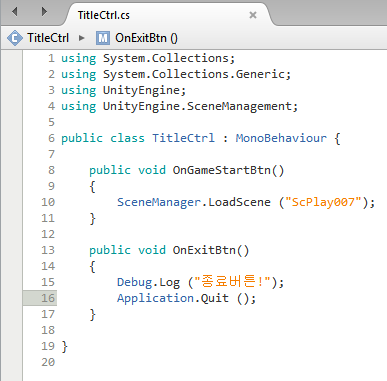 TitleCtrl.cs
TitleCtrl ▶ M OnExitBtn ()
1 using System.Collections;
2 using System.Collections.Generic;
3 using UnityEngine;
4 using UnityEngine.SceneManagement;
5
6 public class TitleCtrl : MonoBehaviour {
7
8 public void OnGameStartBtn()
9 {
10 SceneManager.LoadScene ("ScPlay007");
11 }
12
13 public void OnExitBtn()
14 {
15 Debug.Log ("종료버튼!");
16 Application.Quit ();
17 }
18
19 }
20